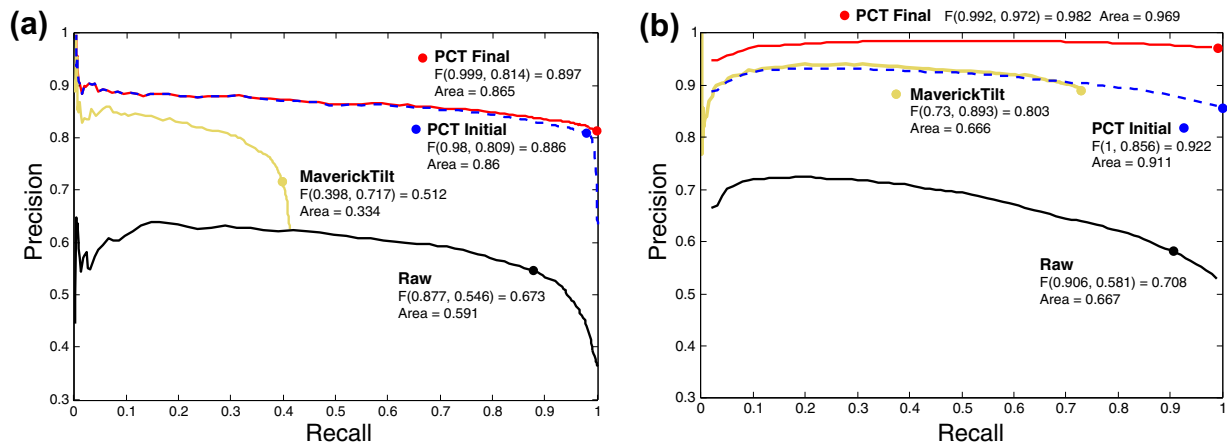 (a)
1
0.9
0.8
0.7
0.6
0.5
0.4
0.3
Precision
PCT Final
F(0.999, 0.814) = 0.897
Area = 0.865
PCT Initial
F(0.98, 0.809) = 0.886
Area = 0.86
MaverickTilt
F(0.398, 0.717) = 0.512
Area = 0.334
Raw
F(0.877, 0.546) = 0.673
Area = 0.591
0 0.1 0.2 0.3 0.4 0.5 0.6 0.7 0.8 0.9 1
Recall
(b)
PCT Final F(0.992, 0.972) = 0.982 Area = 0.969
1
0.9
0.8
0.7
0.6
0.5
0.4
0.3
Precision
MaverickTilt
F(0.73, 0.893) = 0.803
Area = 0.666
PCT Initial
F(1, 0.856) = 0.922
Area = 0.911
Raw
F(0.906, 0.581) = 0.708
Area = 0.667
0 0.1 0.2 0.3 0.4 0.5 0.6 0.7 0.8 0.9 1
Recall